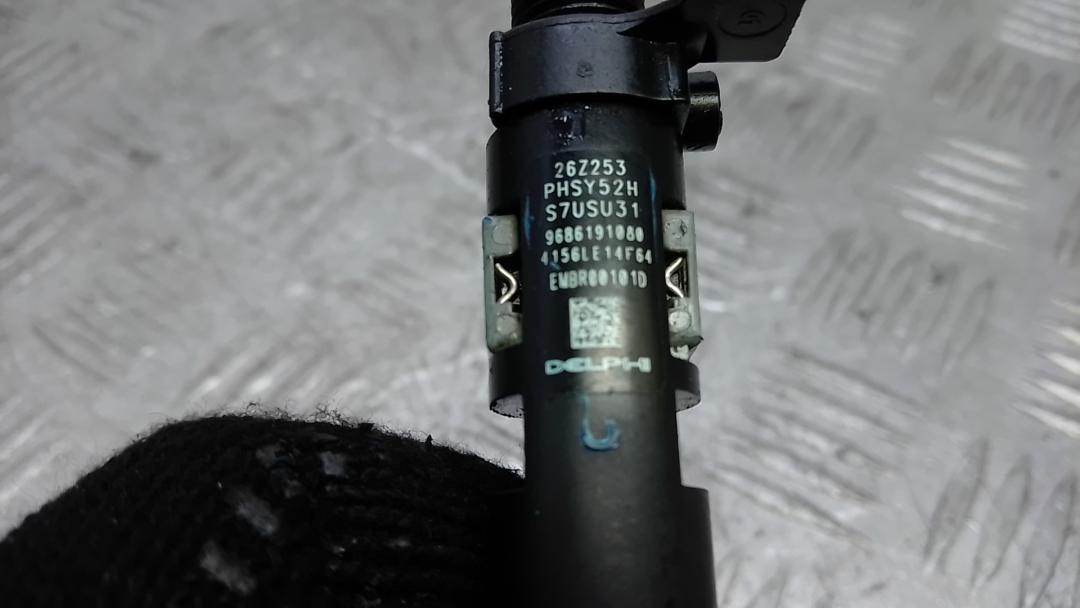 26Z253
PHSY52H
S7USU31
9686191080
4156LE14F64
EMBR00101D
DELPHI